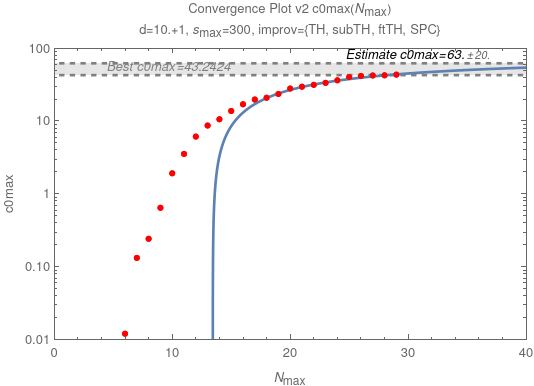 Convergence Plot v2 c0max(Nmax)
d=10.+1, smax=300, improv={TH, subTH, ftTH, SPC}
Estimate c0max=63. ±20.
Best c0max=43.2424
100
10
1
0.10
0.01
c0max
0 10 20 30 40
Nmax